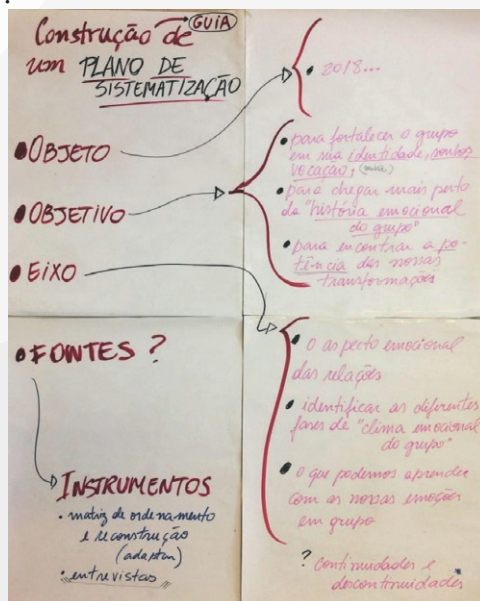 Construção de
GUIA
um PLANO DE
SISTEMATIZAÇÃO
• OBJETO
• OBJETIVO
• EIXO
• FONTES ?
INSTRUMENTOS
• matriz de ordenamento
e reconstrução
(adaptar)
• entrevistas
• 2018...
• para fortalecer o grupo
em sua identidade, sonhos,
vocação;
• para chegar mais perto
da "história emocional
do grupo"
• para encontrar a po-
tência das nossas
transformações
• o aspecto emocional
das relações
• identificar as diferentes
fases de "clima emocional
do grupo"
• o que podemos aprender
com as nossas emoções
em grupo
? continuidades e
descontinuidades